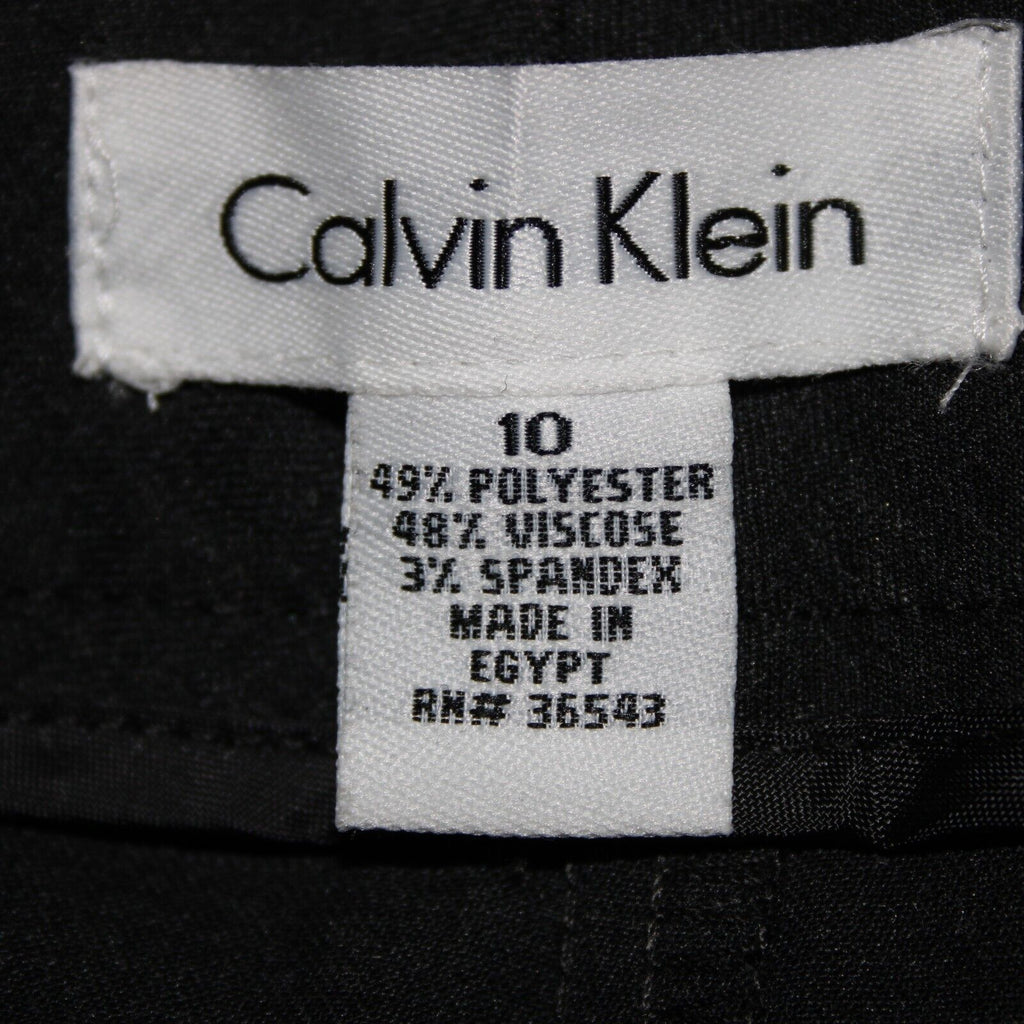 Calvin Klein
10
49% POLYESTER
48% VISCOSE
3% SPANDEX
MADE IN
EGYPT
RN# 36543